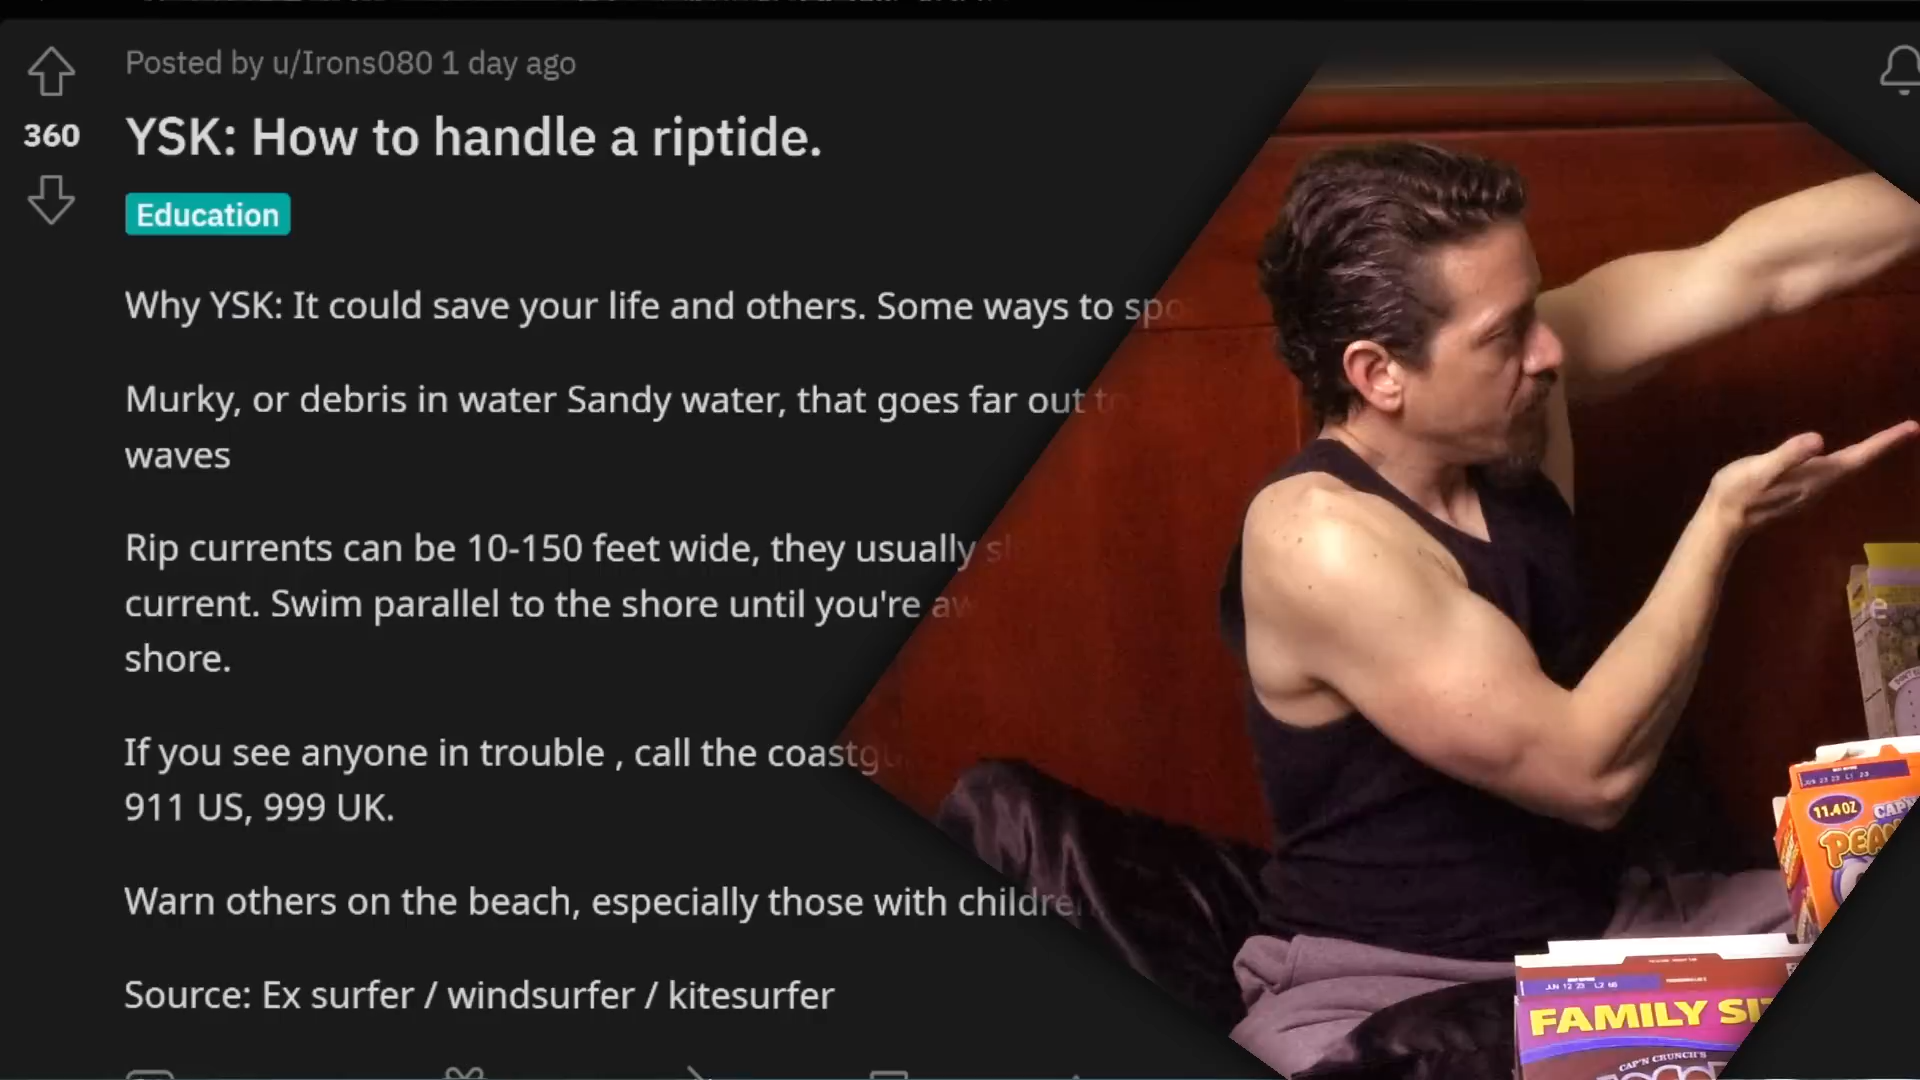 Posted by u/Irons080 1 day ago
360
YSK: How to handle a riptide.
Education
Why YSK: It could save your life and others. Some ways to
Murky, or debris in water Sandy water, that goes far out
waves
Rip currents can be 10-150 feet wide, they usually
current. Swim parallel to the shore until you're
shore.
If you see anyone in trouble , call the
911 US, 999 UK.
Warn others on the beach, especially those with
Source: Ex surfer / windsurfer / kitesurfer
11.4 OZ
FAMILY
CAP'N CRUNCH'S